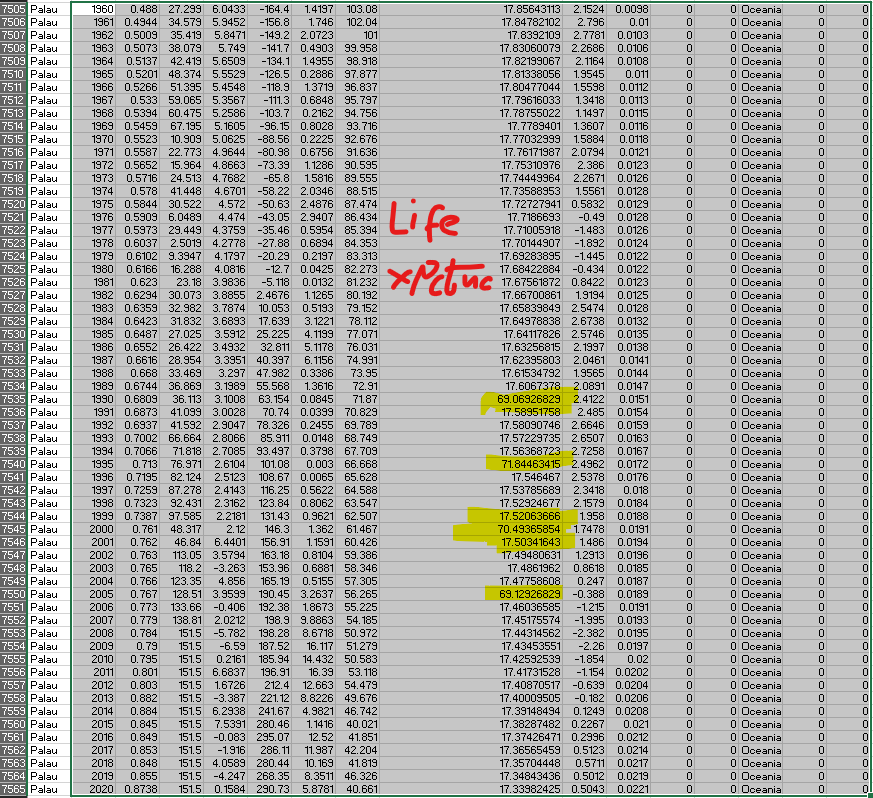 7505 Palau 1960 0.488 27.299 6.0433 -164.4 1.4197 103.08 17.85643113 2.1524 0.0098 0 0 Oceania 0 0
7506 Palau 1961 0.4944 34.579 5.9452 -156.8 1.746 102.04 17.84782102 2.796 0.01 0 0 Oceania 0 0
7507 Palau 1962 0.5009 35.419 5.8471 -149.2 2.0723 101 17.8392109 2.7781 0.0103 0 0 Oceania 0 0
7508 Palau 1963 0.5073 38.079 5.749 -141.7 0.4903 99.958 17.83060079 2.2686 0.0106 0 0 Oceania 0 0
7509 Palau 1964 0.5137 42.419 5.6509 -134.1 1.4955 98.918 17.82199067 2.1164 0.0108 0 0 Oceania 0 0
7510 Palau 1965 0.5201 48.374 5.5529 -126.5 0.2886 97.877 17.81338056 1.9545 0.011 0 0 Oceania 0 0
7511 Palau 1966 0.5266 51.395 5.4548 -118.9 1.3719 96.837 17.80477044 1.5598 0.0112 0 0 Oceania 0 0
7512 Palau 1967 0.533 59.065 5.3567 -111.3 0.6848 95.797 17.79616033 1.3418 0.0113 0 0 Oceania 0 0
7513 Palau 1968 0.5394 60.475 5.2586 -103.7 0.2162 94.756 17.78755022 1.1497 0.0115 0 0 Oceania 0 0
7514 Palau 1969 0.5459 67.195 5.1605 -96.15 0.8028 93.716 17.7789401 1.3607 0.0116 0 0 Oceania 0 0
7515 Palau 1970 0.5523 10.909 5.0625 -88.56 0.2225 92.676 17.77032999 1.5884 0.0118 0 0 Oceania 0 0
7516 Palau 1971 0.5587 22.773 4.9644 -80.98 0.6756 91.636 17.76171987 2.0794 0.0121 0 0 Oceania 0 0
7517 Palau 1972 0.5652 15.964 4.8663 -73.39 1.1286 90.595 17.75310976 2.386 0.0123 0 0 Oceania 0 0
7518 Palau 1973 0.5716 24.513 4.7682 -65.8 1.5816 89.555 17.74449964 2.2671 0.0126 0 0 Oceania 0 0
7519 Palau 1974 0.578 41.448 4.6701 -58.22 2.0346 88.515 17.73588953 1.5561 0.0128 0 0 Oceania 0 0
7520 Palau 1975 0.5844 30.522 4.572 -50.63 2.4876 87.474 17.72727941 0.5832 0.0129 0 0 Oceania 0 0
7521 Palau 1976 0.5909 6.0489 4.474 -43.05 2.9407 86.434 17.7186693 -0.49 0.0128 0 0 Oceania 0 0
Life
7522 Palau 1977 0.5973 29.449 4.3759 -35.46 0.5954 85.394 17.71005918 -1.483 0.0126 0 0 Oceania 0 0
7523 Palau 1978 0.6037 2.5019 4.2778 -27.88 0.6894 84.353 17.70144907 -1.892 0.0124 0 0 Oceania 0 0
7524 Palau 1979 0.6102 9.3947 4.1797 -20.29 0.2197 83.313 17.69283895 -1.445 0.0122 0 0 Oceania 0 0
7525 Palau 1980 0.6166 16.288 4.0816 -12.7 0.0425 82.273 17.68422884 -0.434 0.0122 0 0 Oceania 0 0
7526 Palau 1981 0.623 23.18 3.9836 -5.118 0.0132 81.232 17.67561872 0.8422 0.0123 0 0 Oceania 0 0
7527 Palau 1982 0.6294 30.073 3.8855 2.4676 1.1265 80.192 17.66700861 1.9194 0.0125 0 0 Oceania 0 0
7528 Palau 1983 0.6359 32.982 3.7874 10.053 0.5193 79.152 17.65839849 2.5474 0.0128 0 0 Oceania 0 0
7529 Palau 1984 0.6423 31.832 3.6893 17.639 3.1221 78.112 17.64978838 2.6738 0.0132 0 0 Oceania 0 0
7530 Palau 1985 0.6487 27.025 3.5912 25.225 4.1199 77.071 17.64117826 2.5746 0.0135 0 0 Oceania 0 0
7531 Palau 1986 0.6552 26.422 3.4932 32.811 5.1178 76.031 17.63256815 2.1997 0.0138 0 0 Oceania 0 0
7532 Palau 1987 0.6616 28.954 3.3951 40.397 6.1156 74.991 17.62395803 2.0461 0.0141 0 0 Oceania 0 0
7533 Palau 1988 0.668 33.469 3.297 47.982 0.3386 73.95 17.61534792 1.9565 0.0144 0 0 Oceania 0 0
7534 Palau 1989 0.6744 36.869 3.1989 55.568 1.3616 72.91 17.6067378 2.0891 0.0147 0 0 Oceania 0 0
7535 Palau 1990 0.6809 36.113 3.1008 63.154 0.0845 71.87 69.06926829 2.4122 0.0151 0 0 Oceania 0 0
7536 Palau 1991 0.6873 41.099 3.0028 70.74 0.0399 70.829 17.58951758 2.485 0.0154 0 0 Oceania 0 0
7537 Palau 1992 0.6937 41.592 2.9047 78.326 0.2455 69.789 17.58090746 2.6646 0.0159 0 0 Oceania 0 0
7538 Palau 1993 0.7002 66.664 2.8066 85.911 0.0148 68.749 17.57229735 2.6507 0.0163 0 0 Oceania 0 0
7539 Palau 1994 0.7066 71.818 2.7085 93.497 0.3798 67.709 17.56368723 2.7258 0.0167 0 0 Oceania 0 0
7540 Palau 1995 0.713 76.971 2.6104 101.08 0.003 66.668 71.84463415 2.4962 0.0172 0 0 Oceania 0 0
7541 Palau 1996 0.7195 82.124 2.5123 108.67 0.0065 65.628 17.546467 2.5378 0.0176 0 0 Oceania 0 0
7542 Palau 1997 0.7259 87.278 2.4143 116.25 0.5622 64.588 17.53785689 2.3418 0.018 0 0 Oceania 0 0
7543 Palau 1998 0.7323 92.431 2.3162 123.84 0.8062 63.547 17.52924677 2.1579 0.0184 0 0 Oceania 0 0
7544 Palau 1999 0.7387 97.585 2.2181 131.43 0.9621 62.507 17.52063666 1.958 0.0188 0 0 Oceania 0 0
7545 Palau 2000 0.761 48.317 2.12 146.3 1.362 61.467 70.49365854 1.7478 0.0191 0 0 Oceania 0 0
7546 Palau 2001 0.762 46.84 6.4401 156.91 1.1591 60.426 17.50341643 1.486 0.0194 0 0 Oceania 0 0
7547 Palau 2002 0.763 113.05 3.5794 163.18 0.8104 59.386 17.49480631 1.2913 0.0196 0 0 Oceania 0 0
7548 Palau 2003 0.765 118.2 -3.263 153.96 0.6881 58.346 17.4861962 0.8618 0.0185 0 0 Oceania 0 0
7549 Palau 2004 0.766 123.35 4.856 165.19 0.5155 57.305 17.47758608 0.247 0.0187 0 0 Oceania 0 0
7550 Palau 2005 0.767 128.51 3.9599 190.45 3.2637 56.265 69.12926829 -0.388 0.0189 0 0 Oceania 0 0
7551 Palau 2006 0.773 133.66 -0.406 192.38 1.8673 55.225 17.46036585 -1.215 0.0191 0 0 Oceania 0 0
7552 Palau 2007 0.779 138.81 2.0212 198.9 9.8863 54.185 17.45175574 -1.995 0.0193 0 0 Oceania 0 0
7553 Palau 2008 0.784 151.5 -5.782 198.28 8.6718 50.972 17.44314562 -2.382 0.0195 0 0 Oceania 0 0
7554 Palau 2009 0.79 151.5 -6.59 187.52 16.117 51.279 17.43453551 -2.26 0.0197 0 0 Oceania 0 0
7555 Palau 2010 0.795 151.5 0.2161 185.94 14.432 50.583 17.42592539 -1.854 0.02 0 0 Oceania 0 0
7556 Palau 2011 0.801 151.5 6.6837 196.91 16.39 53.118 17.41731528 -1.154 0.0202 0 0 Oceania 0 0
7557 Palau 2012 0.803 151.5 1.6726 212.4 12.663 54.479 17.40870517 -0.639 0.0204 0 0 Oceania 0 0
7558 Palau 2013 0.882 151.5 -3.387 221.12 8.8226 49.676 17.40009505 -0.182 0.0206 0 0 Oceania 0 0
7559 Palau 2014 0.884 151.5 6.2938 241.67 4.9821 46.742 17.39148494 0.1249 0.0208 0 0 Oceania 0 0
7560 Palau 2015 0.845 151.5 7.5391 280.46 1.1416 40.021 17.38287482 0.2267 0.021 0 0 Oceania 0 0
7561 Palau 2016 0.849 151.5 -0.083 295.07 12.52 41.851 17.37426471 0.2996 0.0212 0 0 Oceania 0 0
7562 Palau 2017 0.853 151.5 -1.916 286.11 11.987 42.204 17.36565459 0.5123 0.0214 0 0 Oceania 0 0
7563 Palau 2018 0.848 151.5 4.0589 280.44 10.169 41.819 17.35704448 0.5711 0.0217 0 0 Oceania 0 0
7564 Palau 2019 0.855 151.5 -4.247 268.35 8.3511 46.326 17.34843436 0.5012 0.0219 0 0 Oceania 0 0
7565 Palau 2020 0.8738 151.5 0.1584 290.73 5.8781 40.661 17.33982425 0.5043 0.0221 0 0 Oceania 0 0